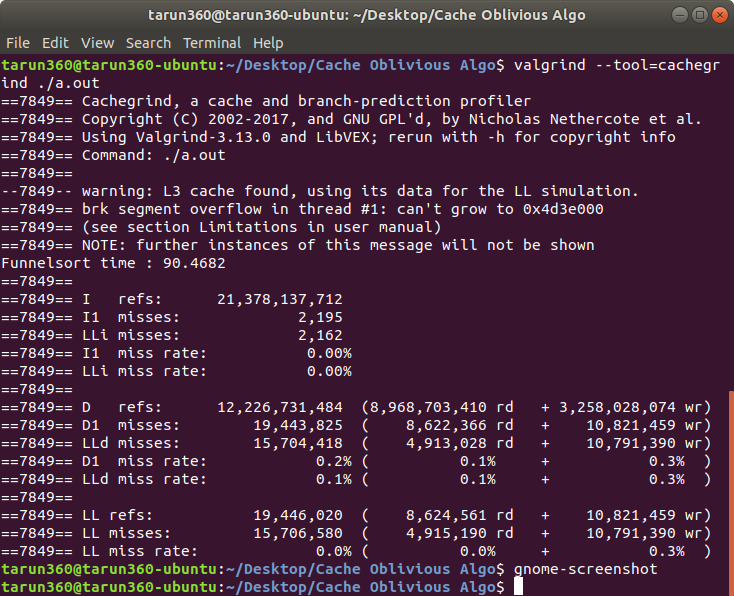 tarun360@tarun360-ubuntu: ~/Desktop/Cache Oblivious Algo
File Edit View Search Terminal Help
tarun360@tarun360-ubuntu:~/Desktop/Cache Oblivious Algo$ valgrind --tool=cachegr
ind ./a.out
==7849== Cachegrind, a cache and branch-prediction profiler
==7849== Copyright (C) 2002-2017, and GNU GPL'd, by Nicholas Nethercote et al.
==7849== Using Valgrind-3.13.0 and LibVEX; rerun with -h for copyright info
==7849== Command: ./a.out
==7849==
--7849-- warning: L3 cache found, using its data for the LL simulation.
==7849== brk segment overflow in thread #1: can't grow to 0x4d3e000
==7849== (see section Limitations in user manual)
==7849== NOTE: further instances of this message will not be shown
Funnelsort time : 90.4682
==7849==
==7849== I   refs:      21,378,137,712
==7849== I1  misses:             2,195
==7849== LLi misses:             2,162
==7849== I1  miss rate:           0.00%
==7849== LLi miss rate:           0.00%
==7849==
==7849== D   refs:      12,226,731,484  (8,968,703,410 rd   + 3,258,028,074 wr)
==7849== D1  misses:        19,443,825  (    8,622,366 rd   +    10,821,459 wr)
==7849== LLd misses:        15,704,418  (    4,913,028 rd   +    10,791,390 wr)
==7849== D1  miss rate:            0.2% (          0.1%     +           0.3%  )
==7849== LLd miss rate:            0.1% (          0.1%     +           0.3%  )
==7849==
==7849== LL refs:           19,446,020  (    8,624,561 rd   +    10,821,459 wr)
==7849== LL misses:         15,706,580  (    4,915,190 rd   +    10,791,390 wr)
==7849== LL miss rate:             0.0% (          0.0%     +           0.3%  )
tarun360@tarun360-ubuntu:~/Desktop/Cache Oblivious Algo$ gnome-screenshot
tarun360@tarun360-ubuntu:~/Desktop/Cache Oblivious Algo$